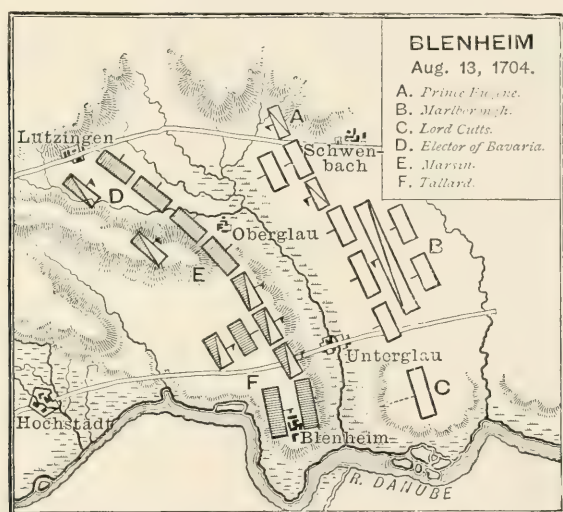 BLENHEIM
Aug. 13, 1704.
A. Prince Eugene.
B. Marlborough.
C. Lord Cutts.
D. Elector of Bavaria.
E. Marsin.
F. Tallard.
A
Lutzingen
Schwen-
bach
D
Oberglau
B
E
Unterglau
F
C
Hochstadt
Blenheim
R. DANUBE